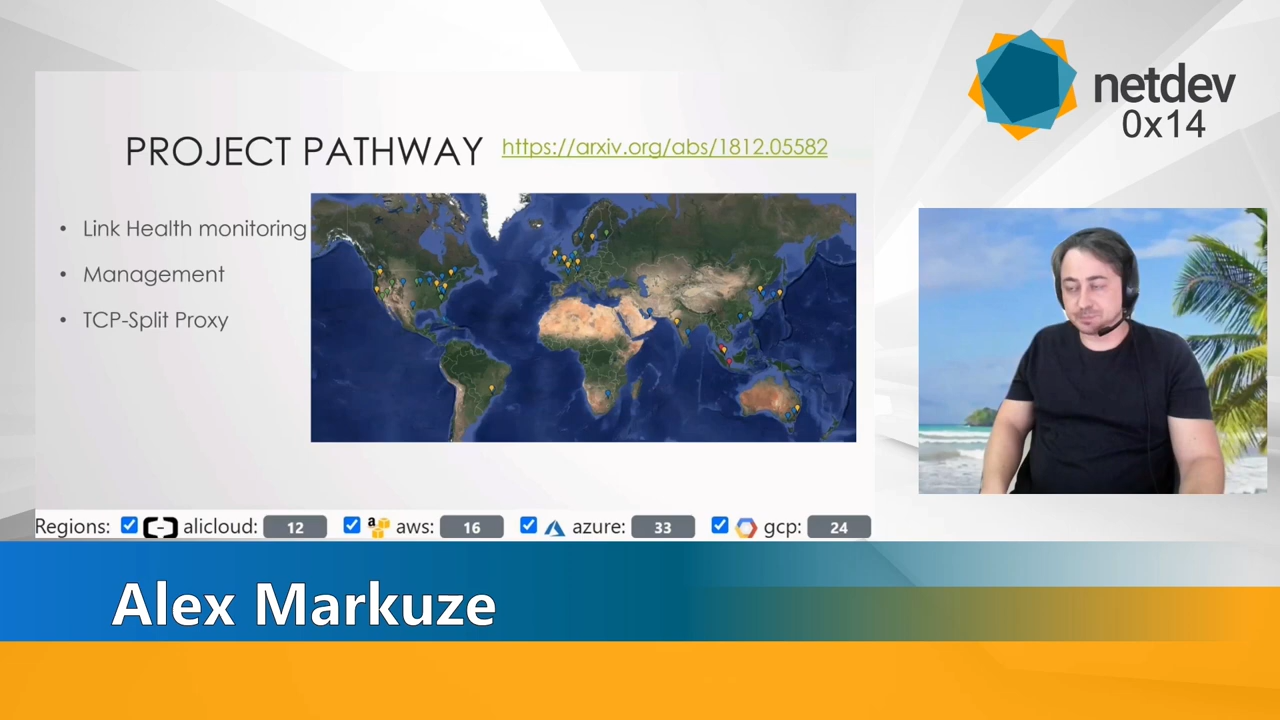 PROJECT PATHWAY https://arxiv.org/abs/1812.05582
• Link Health monitoring
• Management
• TCP-Split Proxy
Regions: alicloud: 12 aws: 16 azure: 33 gcp: 24
netdev
0x14
Alex Markuze